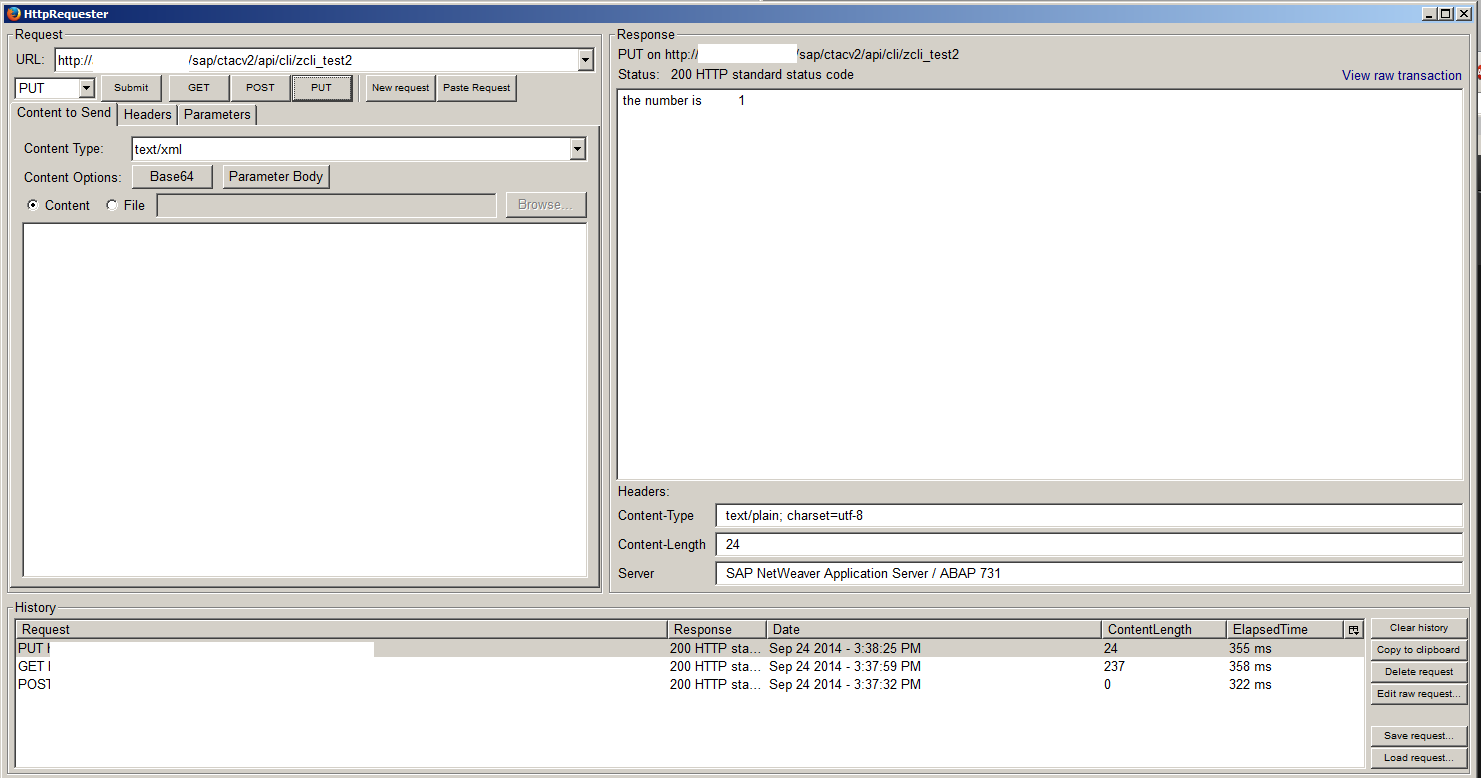 HttpRequester
Request
URL: http:/. /sap/ctacv2/api/cli/zcli_test2
PUT Submit GET POST PUT New request Paste Request
Content to Send Headers Parameters
Content Type: text/xml
Content Options: Base64 Parameter Body
Content File Browse...
Response
PUT on http:// /sap/ctacv2/api/cli/zcli_test2
Status: 200 HTTP standard status code
View raw transaction
the number is 1
Headers:
Content-Type text/plain; charset=utf-8
Content-Length 24
Server SAP NetWeaver Application Server / ABAP 731
History
Request Response Date ContentLength ElapsedTime
PUT 200 HTTP sta... Sep 24 2014 - 3:38:25 PM 24 355 ms
GET 200 HTTP sta... Sep 24 2014 - 3:37:59 PM 237 358 ms
POST 200 HTTP sta... Sep 24 2014 - 3:37:32 PM 0 322 ms
Clear history
Copy to clipboard
Delete request
Edit raw request...
Save request...
Load request...